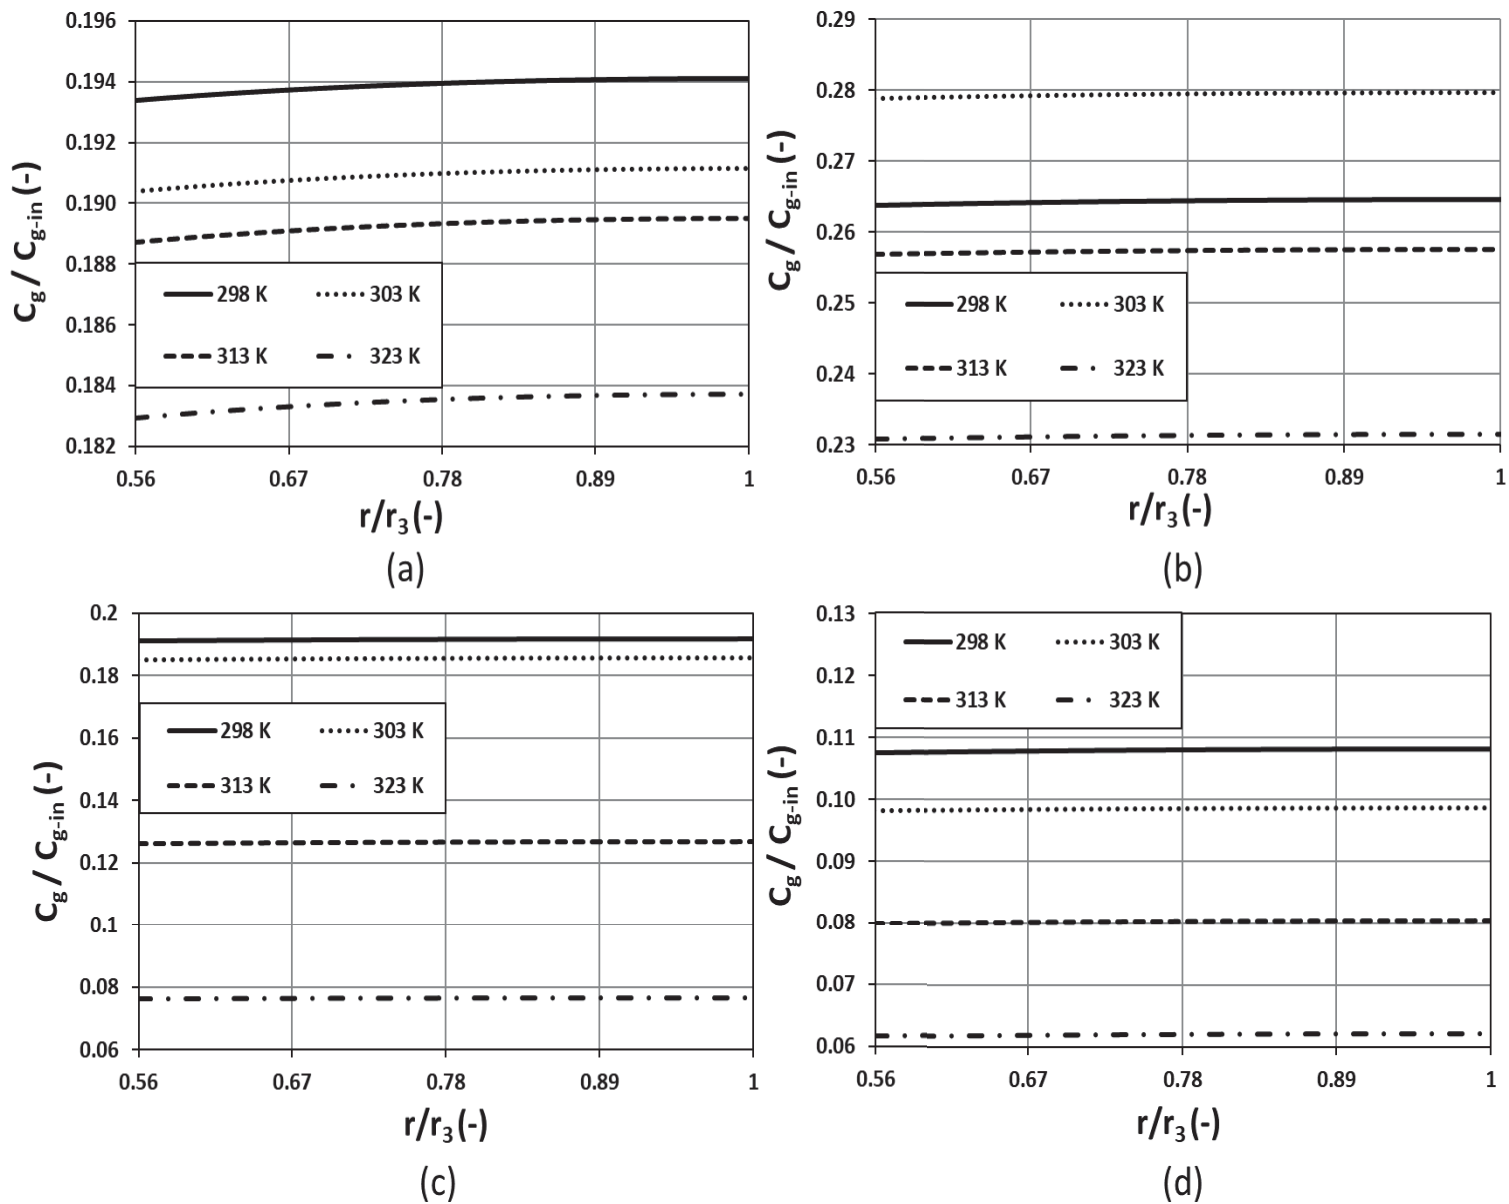 0.196
0.194
0.192
0.190
0.188
0.186
0.184
0.182
C_g / C_g-in (-)
298 K 303 K
313 K 323 K
0.56 0.67 0.78 0.89 1
r/r_3 (-)
(a)
0.29
0.28
0.27
0.26
0.25
0.24
0.23
C_g / C_g-in (-)
298 K 303 K
313 K 323 K
0.56 0.67 0.78 0.89 1
r/r_3 (-)
(b)
0.2
0.18
0.16
0.14
0.12
0.1
0.08
0.06
C_g / C_g-in (-)
298 K 303 K
313 K 323 K
0.56 0.67 0.78 0.89 1
r/r_3 (-)
(c)
0.13
0.12
0.11
0.10
0.09
0.08
0.07
0.06
C_g / C_g-in (-)
298 K 303 K
313 K 323 K
0.56 0.67 0.78 0.89 1
r/r_3 (-)
(d)